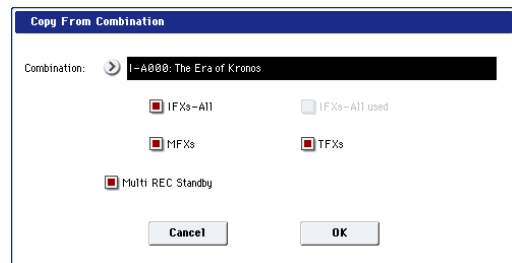 Copy From Combination
Combination: I-A000: The Era of Kronos
IFXs-All IFXs-All used
MFXs TFXs
Multi REC Standby
Cancel OK